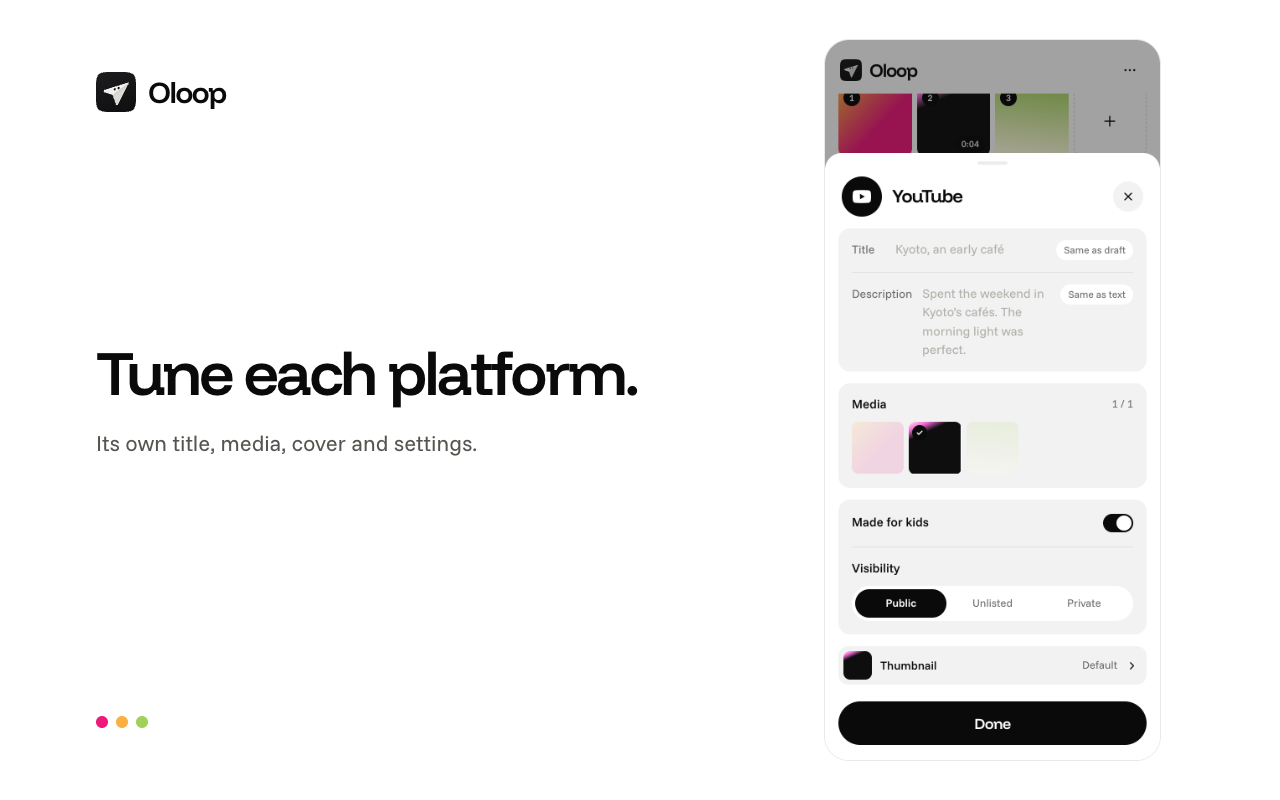 Oloop
Tune each platform.
Its own title, media, cover and settings.
Oloop
1
2
3
0:04
YouTube
Title
Kyoto, an early café
Same as draft
Description
Spent the weekend in
Kyoto's cafés. The
morning light was
perfect.
Same as text
Media
1 / 1
Made for kids
Visibility
Public
Unlisted
Private
Thumbnail
Default
Done